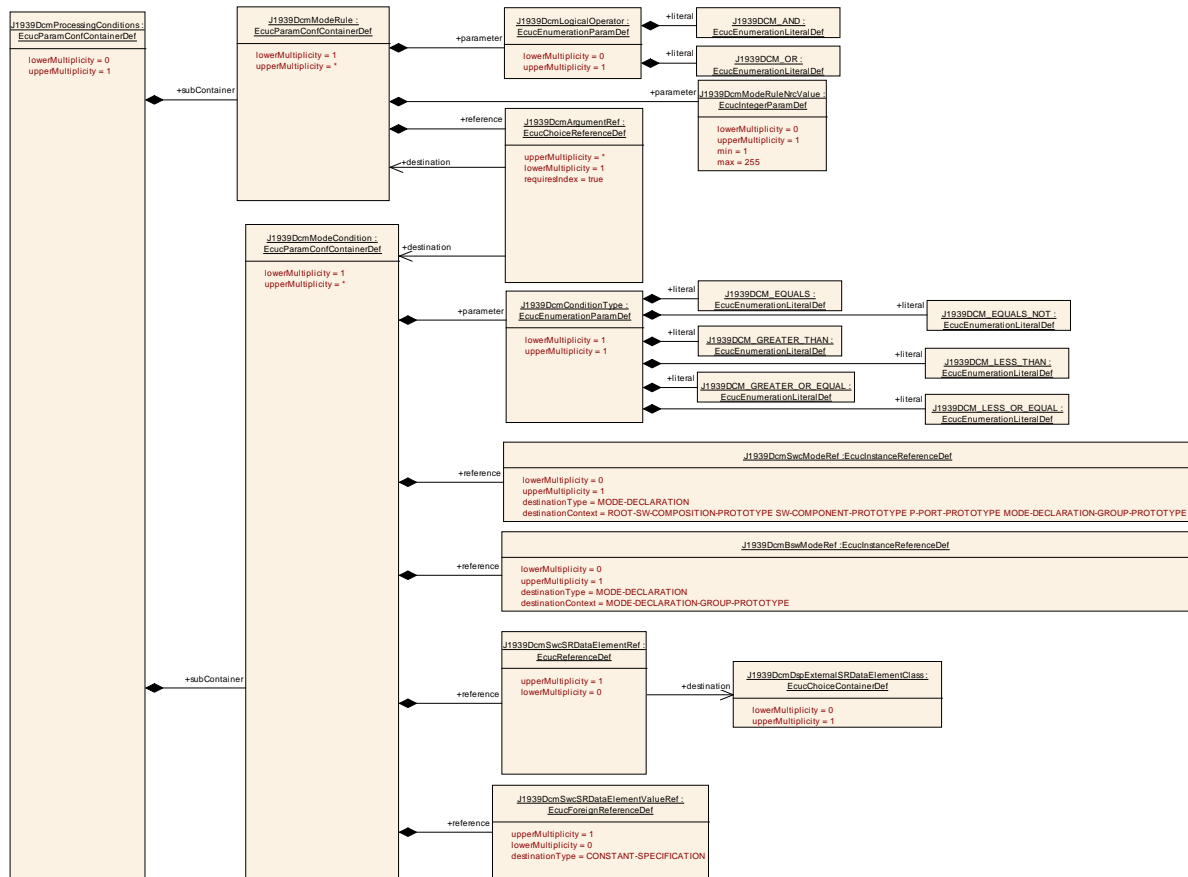 J1939DcmProcessingConditions :
EcucParamConfContainerDef
lowerMultiplicity = 0
upperMultiplicity = 1
+subContainer
J1939DcmModeRule :
EcucParamConfContainerDef
lowerMultiplicity = 1
upperMultiplicity = *
+parameter
J1939DcmLogicalOperator :
EcucEnumerationParamDef
lowerMultiplicity = 0
upperMultiplicity = 1
+literal
J1939DCM_AND :
EcucEnumerationLiteralDef
+literal
J1939DCM_OR :
EcucEnumerationLiteralDef
+parameter
J1939DcmModeRuleNrcValue :
EcucIntegerParamDef
lowerMultiplicity = 0
upperMultiplicity = 1
min = 1
max = 255
+reference
J1939DcmArgumentRef :
EcucChoiceReferenceDef
upperMultiplicity = *
lowerMultiplicity = 1
requiresIndex = true
+destination
+destination
J1939DcmModeCondition :
EcucParamConfContainerDef
lowerMultiplicity = 1
upperMultiplicity = *
+parameter
J1939DcmConditionType :
EcucEnumerationParamDef
lowerMultiplicity = 1
upperMultiplicity = 1
+literal
J1939DCM_EQUALS :
EcucEnumerationLiteralDef
+literal
J1939DCM_EQUALS_NOT :
EcucEnumerationLiteralDef
+literal
J1939DCM_GREATER_THAN :
EcucEnumerationLiteralDef
+literal
J1939DCM_LESS_THAN :
EcucEnumerationLiteralDef
+literal
J1939DCM_GREATER_OR_EQUAL :
EcucEnumerationLiteralDef
+literal
J1939DCM_LESS_OR_EQUAL :
EcucEnumerationLiteralDef
+reference
J1939DcmSwcModeRef :EcucInstanceReferenceDef
lowerMultiplicity = 0
upperMultiplicity = 1
destinationType = MODE-DECLARATION
destinationContext = ROOT-SW-COMPOSITION-PROTOTYPE SW-COMPONENT-PROTOTYPE P-PORT-PROTOTYPE MODE-DECLARATION-GROUP-PROTOTYPE
+reference
J1939DcmBswModeRef :EcucInstanceReferenceDef
lowerMultiplicity = 0
upperMultiplicity = 1
destinationType = MODE-DECLARATION
destinationContext = MODE-DECLARATION-GROUP-PROTOTYPE
+subContainer
+reference
J1939DcmSwcSRDataElementRef :
EcucReferenceDef
upperMultiplicity = 1
lowerMultiplicity = 0
+destination
J1939DcmDspExternalSRDataElementClass :
EcucChoiceContainerDef
lowerMultiplicity = 0
upperMultiplicity = 1
+reference
J1939DcmSwcSRDataElementValueRef :
EcucForeignReferenceDef
upperMultiplicity = 1
lowerMultiplicity = 0
destinationType = CONSTANT-SPECIFICATION